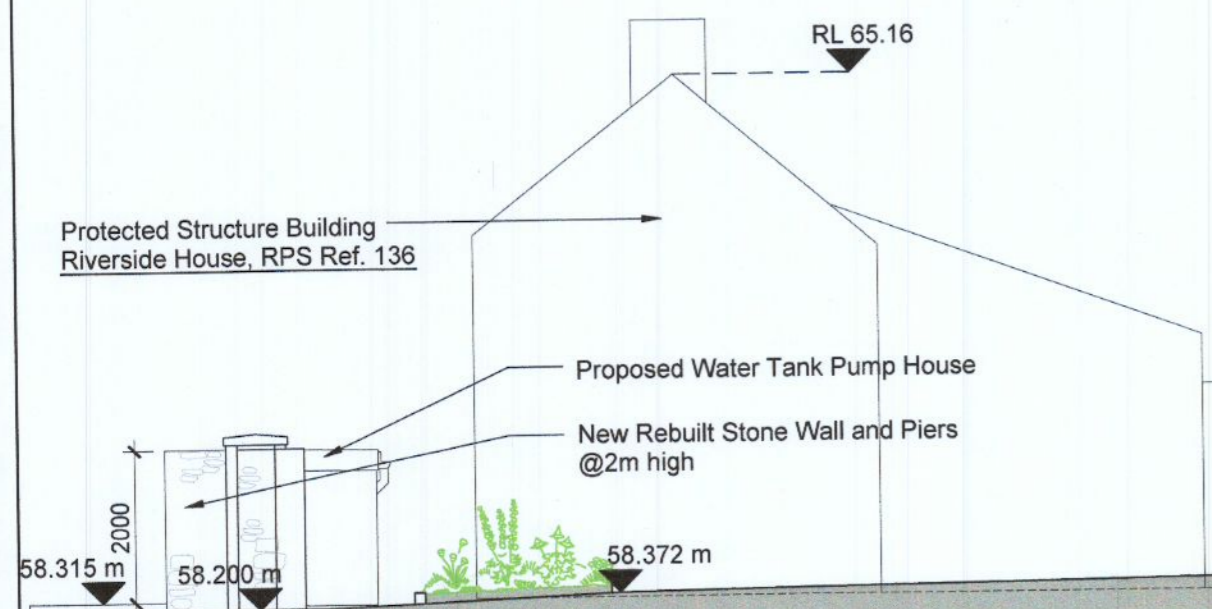 RL 65.16
Protected Structure Building
Riverside House, RPS Ref. 136
Proposed Water Tank Pump House
New Rebuilt Stone Wall and Piers
@2m high
2000
58.315 m
58.200 m
58.372 m